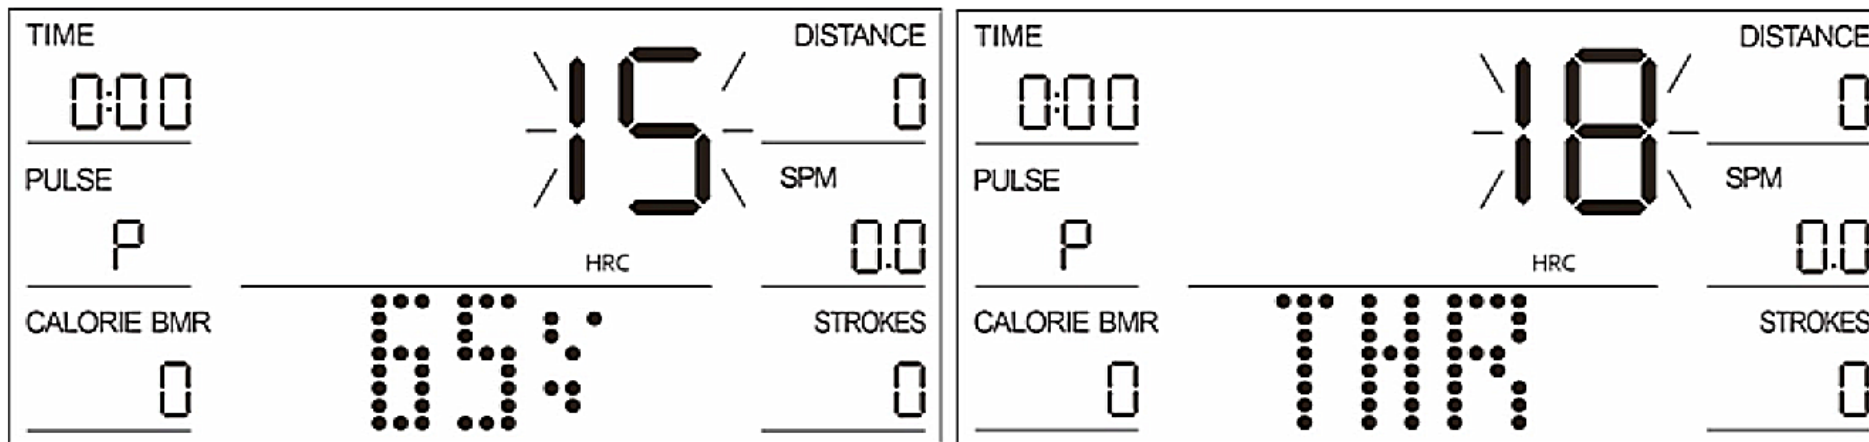 TIME
15
DISTANCE
0:00
0
PULSE
SPM
P
HRC
0.0
CALORIE BMR
65%
STROKES
0
0
TIME
18
DISTANCE
0:00
0
PULSE
SPM
P
HRC
0.0
CALORIE BMR
THR
STROKES
0
0